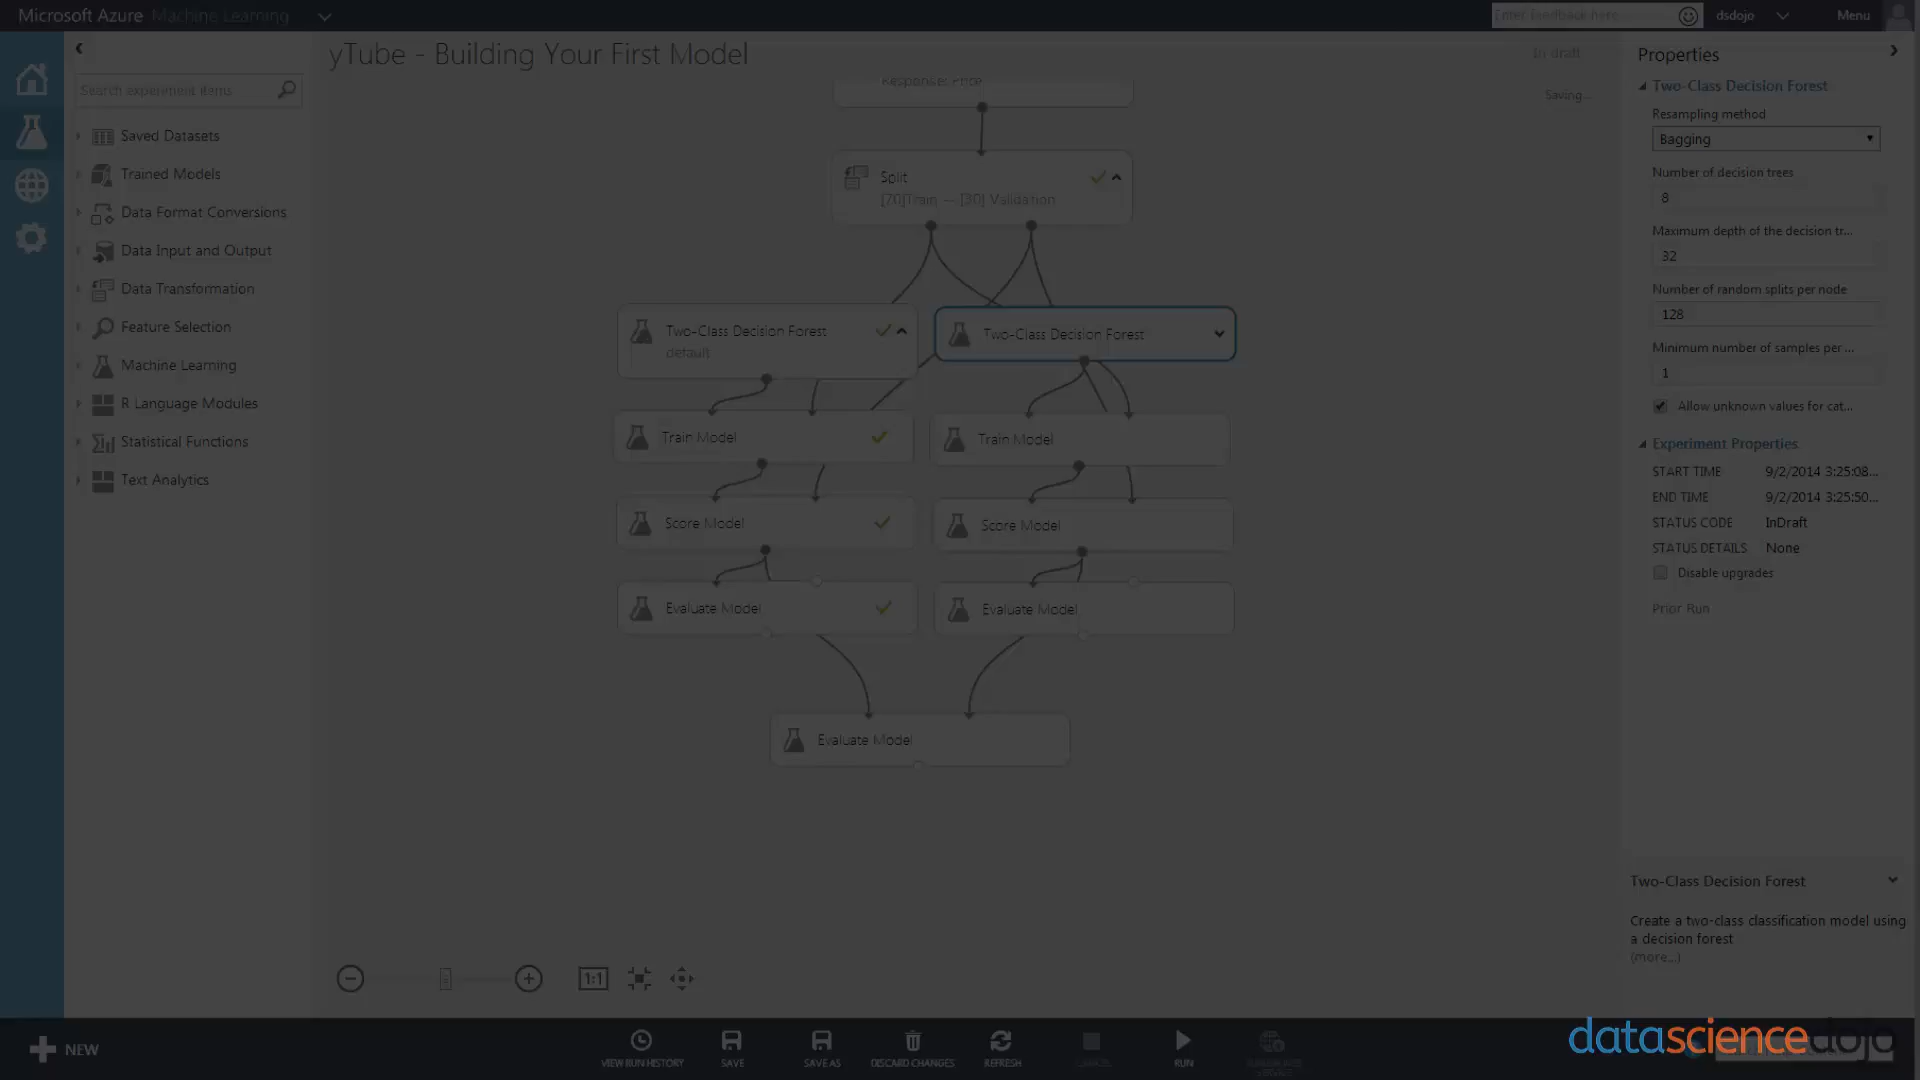 Microsoft Azure Machine Learning
Enter feedback here
dsdojo
Menu
yTube - Building Your First Model
In draft
Saving...
Search experiment items
Saved Datasets
Trained Models
Data Format Conversions
Data Input and Output
Data Transformation
Feature Selection
Machine Learning
R Language Modules
Statistical Functions
Text Analytics
Response: Price
Split
[70]Train -- [30] Validation
Two-Class Decision Forest
default
Two-Class Decision Forest
Train Model
Train Model
Score Model
Score Model
Evaluate Model
Evaluate Model
Evaluate Model
1:1
Properties
Two-Class Decision Forest
Resampling method
Bagging
Number of decision trees
8
Maximum depth of the decision tr...
32
Number of random splits per node
128
Minimum number of samples per ...
1
Allow unknown values for cat...
Experiment Properties
START TIME 9/2/2014 3:25:08...
END TIME 9/2/2014 3:25:50...
STATUS CODE InDraft
STATUS DETAILS None
Disable upgrades
Prior Run
Two-Class Decision Forest
Create a two-class classification model using
a decision forest
(more...)
NEW
VIEW RUN HISTORY
SAVE
SAVE AS
DISCARD CHANGES
REFRESH
CANCEL
RUN
datasciencedojo